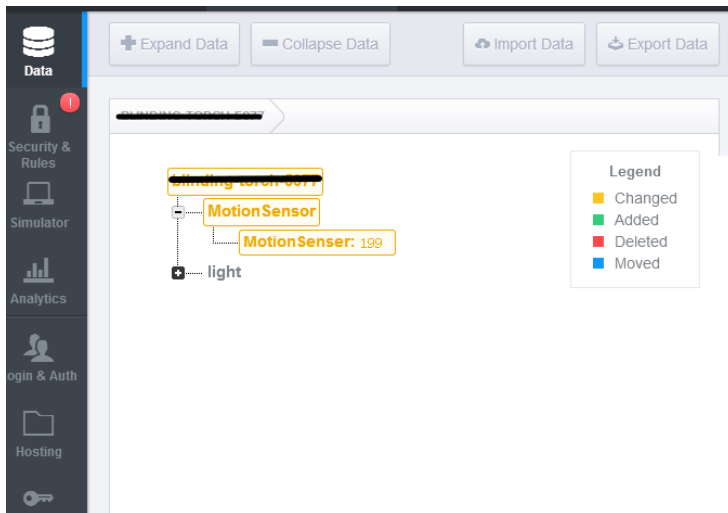 Data
Security &
Rules
Simulator
Analytics
ogin & Auth
Hosting
Expand Data
Collapse Data
Import Data
Export Data
MotionSensor
MotionSenser: 199
light
Legend
Changed
Added
Deleted
Moved